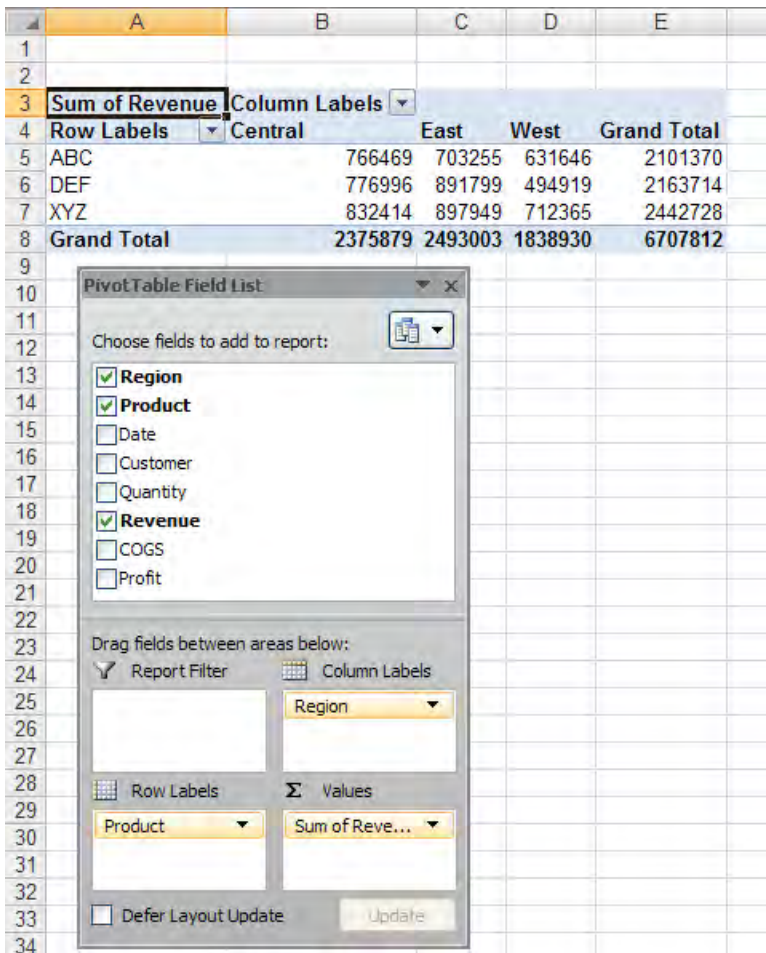 A B C D E
1
2
3 Sum of Revenue Column Labels
4 Row Labels Central East West Grand Total
5 ABC 766469 703255 631646 2101370
6 DEF 776996 891799 494919 2163714
7 XYZ 832414 897949 712365 2442728
8 Grand Total 2375879 2493003 1838930 6707812
9
10 PivotTable Field List
11
12 Choose fields to add to report:
13 Region
14 Product
15 Date
16 Customer
17 Quantity
18 Revenue
19 COGS
20 Profit
21
22
23 Drag fields between areas below:
24 Report Filter Column Labels
25 Region
26
27
28 Row Labels Σ Values
29
30 Product Sum of Reve...
31
32
33 Defer Layout Update Update
34